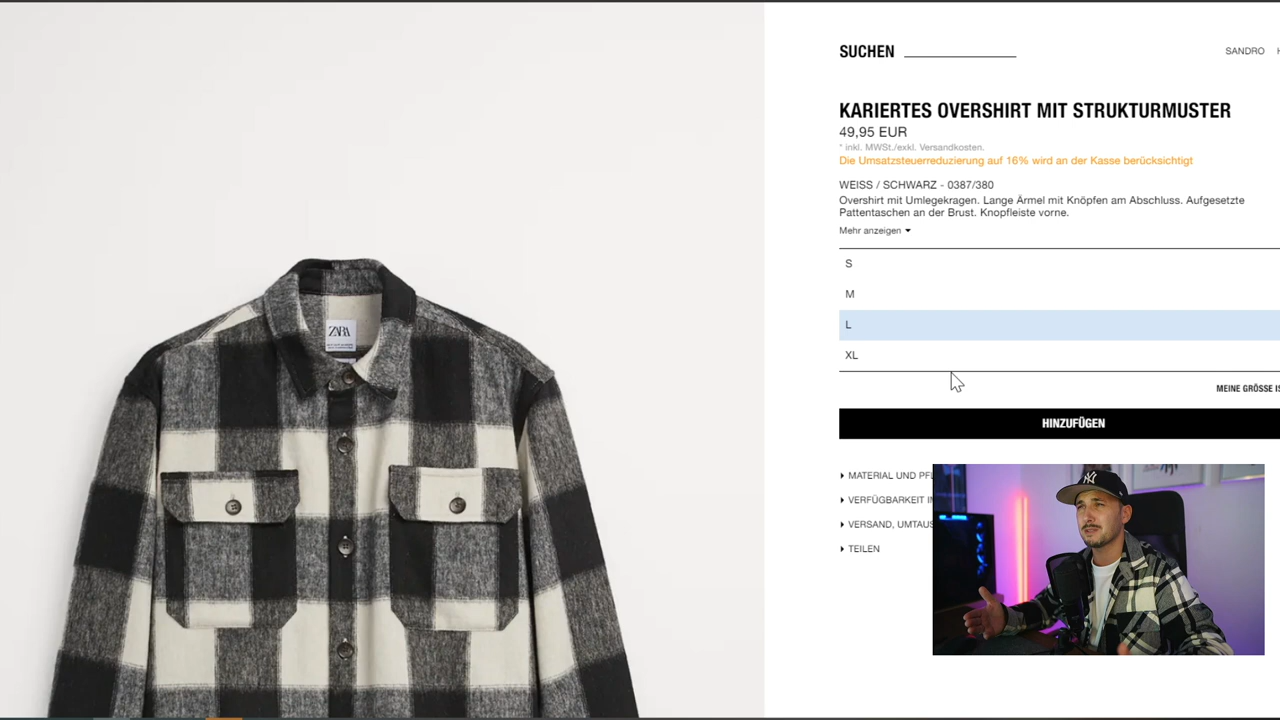 SUCHEN
SANDRO
KARIERTES OVERSHIRT MIT STRUKTURMUSTER
49,95 EUR
* inkl. MWSt./exkl. Versandkosten.
Die Umsatzsteuerreduzierung auf 16% wird an der Kasse berücksichtigt
WEISS / SCHWARZ - 0387/380
Overshirt mit Umlegekragen. Lange Ärmel mit Knöpfen am Abschluss. Aufgesetzte
Pattentaschen an der Brust. Knopfleiste vorne.
Mehr anzeigen
S
M
L
XL
MEINE GRÖSSE
HINZUFÜGEN
MATERIAL UND
VERFÜGBARKEIT
VERSAND,
TEILEN
ZARA
NY